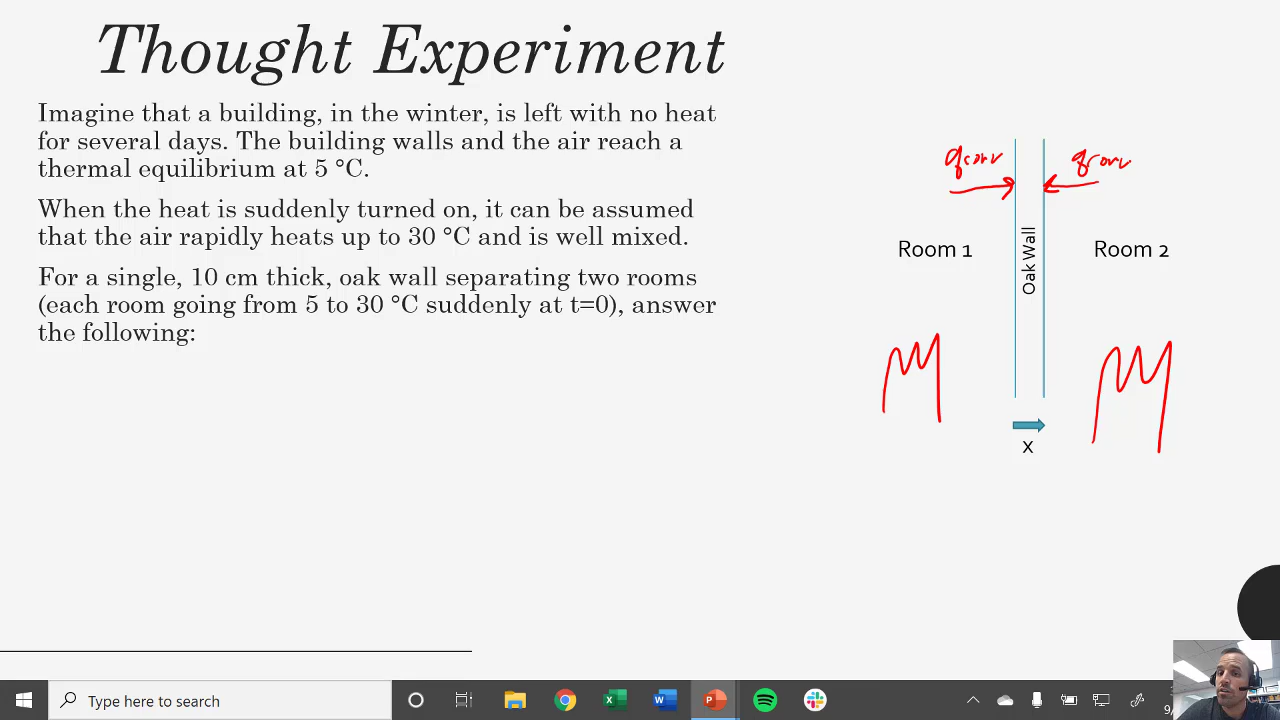 Thought Experiment
Imagine that a building, in the winter, is left with no heat
for several days. The building walls and the air reach a
thermal equilibrium at 5 °C.
When the heat is suddenly turned on, it can be assumed
that the air rapidly heats up to 30 °C and is well mixed.
For a single, 10 cm thick, oak wall separating two rooms
(each room going from 5 to 30 °C suddenly at t=0), answer
the following:
qconv
qconv
Room 1
Oak Wall
Room 2
x
Type here to search